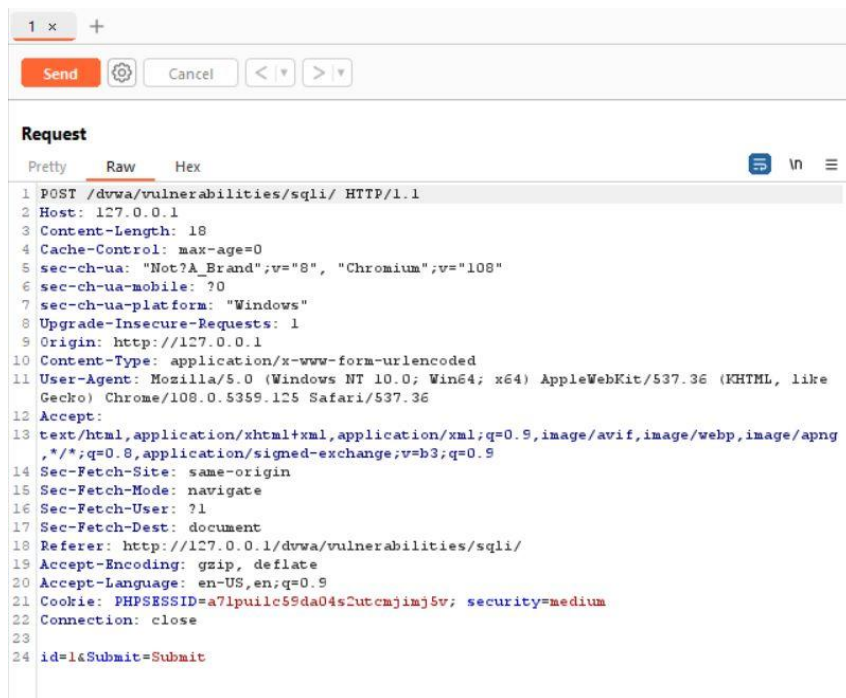 1 × +
Send Cancel < >
Request
Pretty Raw Hex \n
1 POST /dvwa/vulnerabilities/sqli/ HTTP/1.1
2 Host: 127.0.0.1
3 Content-Length: 18
4 Cache-Control: max-age=0
5 sec-ch-ua: "Not?A_Brand";v="8", "Chromium";v="108"
6 sec-ch-ua-mobile: ?0
7 sec-ch-ua-platform: "Windows"
8 Upgrade-Insecure-Requests: 1
9 Origin: http://127.0.0.1
10 Content-Type: application/x-www-form-urlencoded
11 User-Agent: Mozilla/5.0 (Windows NT 10.0; Win64; x64) AppleWebKit/537.36 (KHTML, like
Gecko) Chrome/108.0.5359.125 Safari/537.36
12 Accept:
13 text/html,application/xhtml+xml,application/xml;q=0.9,image/avif,image/webp,image/apng
,*/*;q=0.8,application/signed-exchange;v=b3;q=0.9
14 Sec-Fetch-Site: same-origin
15 Sec-Fetch-Mode: navigate
16 Sec-Fetch-User: ?1
17 Sec-Fetch-Dest: document
18 Referer: http://127.0.0.1/dvwa/vulnerabilities/sqli/
19 Accept-Encoding: gzip, deflate
20 Accept-Language: en-US,en;q=0.9
21 Cookie: PHPSESSID=a71puilc59da04s2utcmjimj5v; security=medium
22 Connection: close
23
24 id=1&Submit=Submit